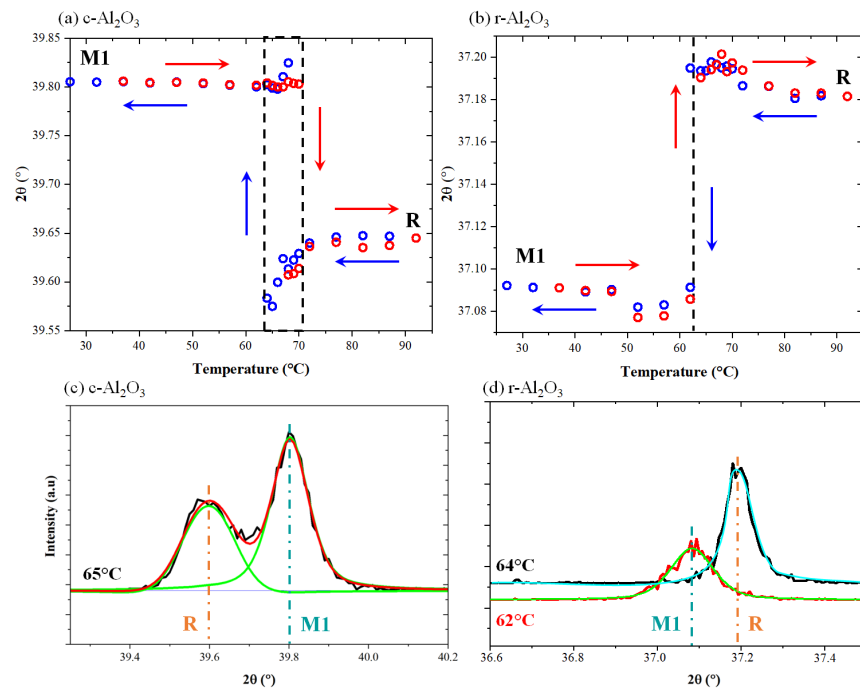 (a) c-Al₂O₃
39.85
39.80
39.75
39.70
39.65
39.60
39.55
2θ (°)
M1
R
30 40 50 60 70 80 90
Temperature (°C)
(b) r-Al₂O₃
37.20
37.18
37.16
37.14
37.12
37.10
37.08
2θ (°)
R
M1
30 40 50 60 70 80 90
Temperature (°C)
(c) c-Al₂O₃
Intensity (a.u)
65°C
R
M1
39.4 39.6 39.8 40.0 40.2
2θ (°)
(d) r-Al₂O₃
64°C
62°C
M1
R
36.6 36.8 37.0 37.2 37.4
2θ (°)